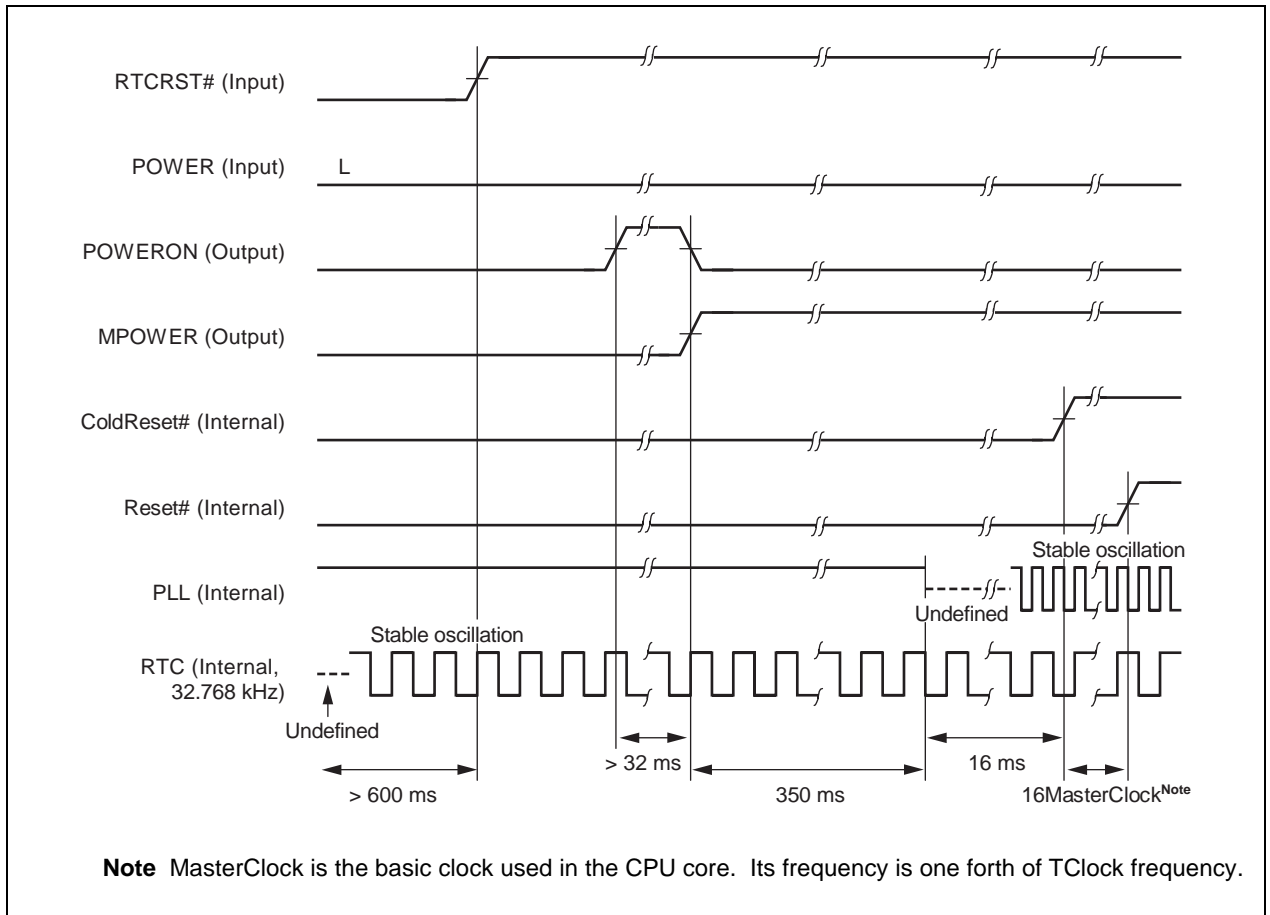 RTCRST# (Input)
POWER (Input)
L
POWERON (Output)
MPOWER (Output)
ColdReset# (Internal)
Reset# (Internal)
Stable oscillation
PLL (Internal)
Undefined
Stable oscillation
RTC (Internal,
32.768 kHz)
Undefined
> 32 ms
16 ms
> 600 ms
350 ms
16MasterClockNote
Note MasterClock is the basic clock used in the CPU core. Its frequency is one forth of TClock frequency.